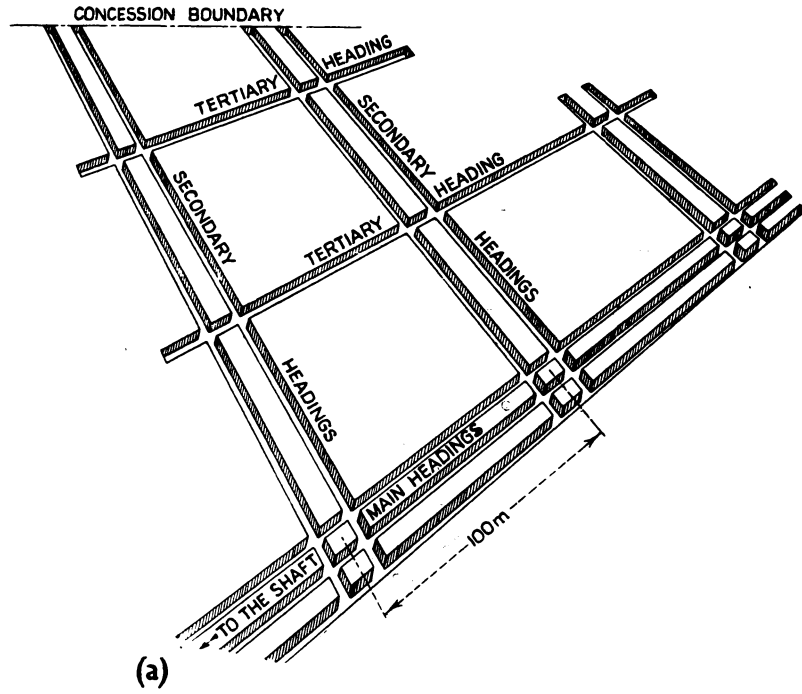 CONCESSION BOUNDARY
TERTIARY HEADING
SECONDARY HEADINGS
TERTIARY HEADING
SECONDARY HEADINGS
MAIN HEADINGS
100m
TO THE SHAFT
(a)